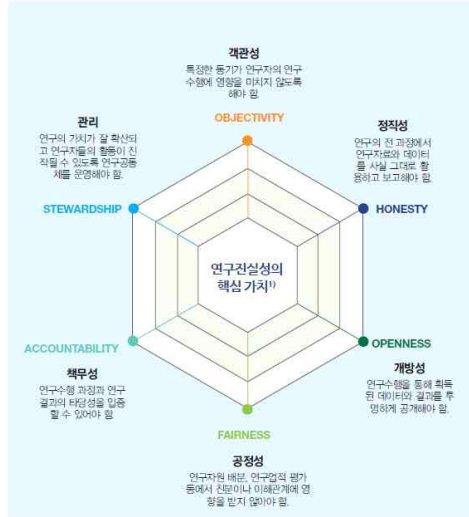 객관성
특정한 동기가 연구자의 연구
수행에 영향을 미치지 않도록
해야 함.
OBJECTIVITY
관리
연구의 가치가 잘 확산되
고 연구자들의 활동이 진
작될 수 있도록 연구공동
체를 운영해야 함.
STEWARDSHIP
정직성
연구의 전 과정에서
연구자료와 데이터
를 사실 그대로 활
용하고 보고해야 함.
HONESTY
연구진실성의
핵심 가치1)
ACCOUNTABILITY
책무성
연구수행 과정과 연구
결과의 타당성을 입증
할 수 있어야 함.
OPENNESS
개방성
연구수행을 통해 획득
된 데이터와 결과를 투
명하게 공개해야 함.
FAIRNESS
공정성
연구자원 배분, 연구업적 평가
등에서 친분이나 이해관계에 영
향을 받지 않아야 함.